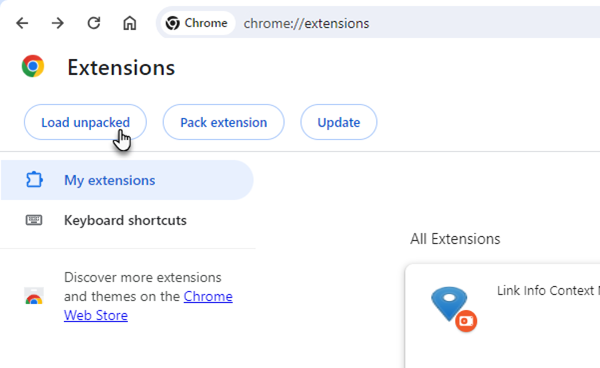 Chrome chrome://extensions
Extensions
Load unpacked Pack extension Update
My extensions
Keyboard shortcuts
All Extensions
Discover more extensions
and themes on the Chrome
Web Store
Link Info Context